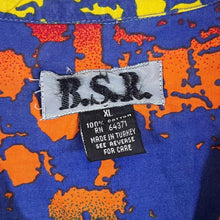 B.S.R.
XL
100% COTTON
RN 64371
MADE IN TURKEY
SEE REVERSE
FOR CARE